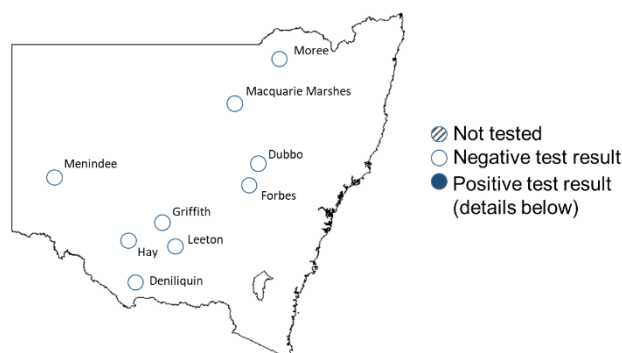 Moree
Macquarie Marshes
Dubbo
Menindee
Forbes
Griffith
Leeton
Hay
Deniliquin
Not tested
Negative test result
Positive test result
(details below)